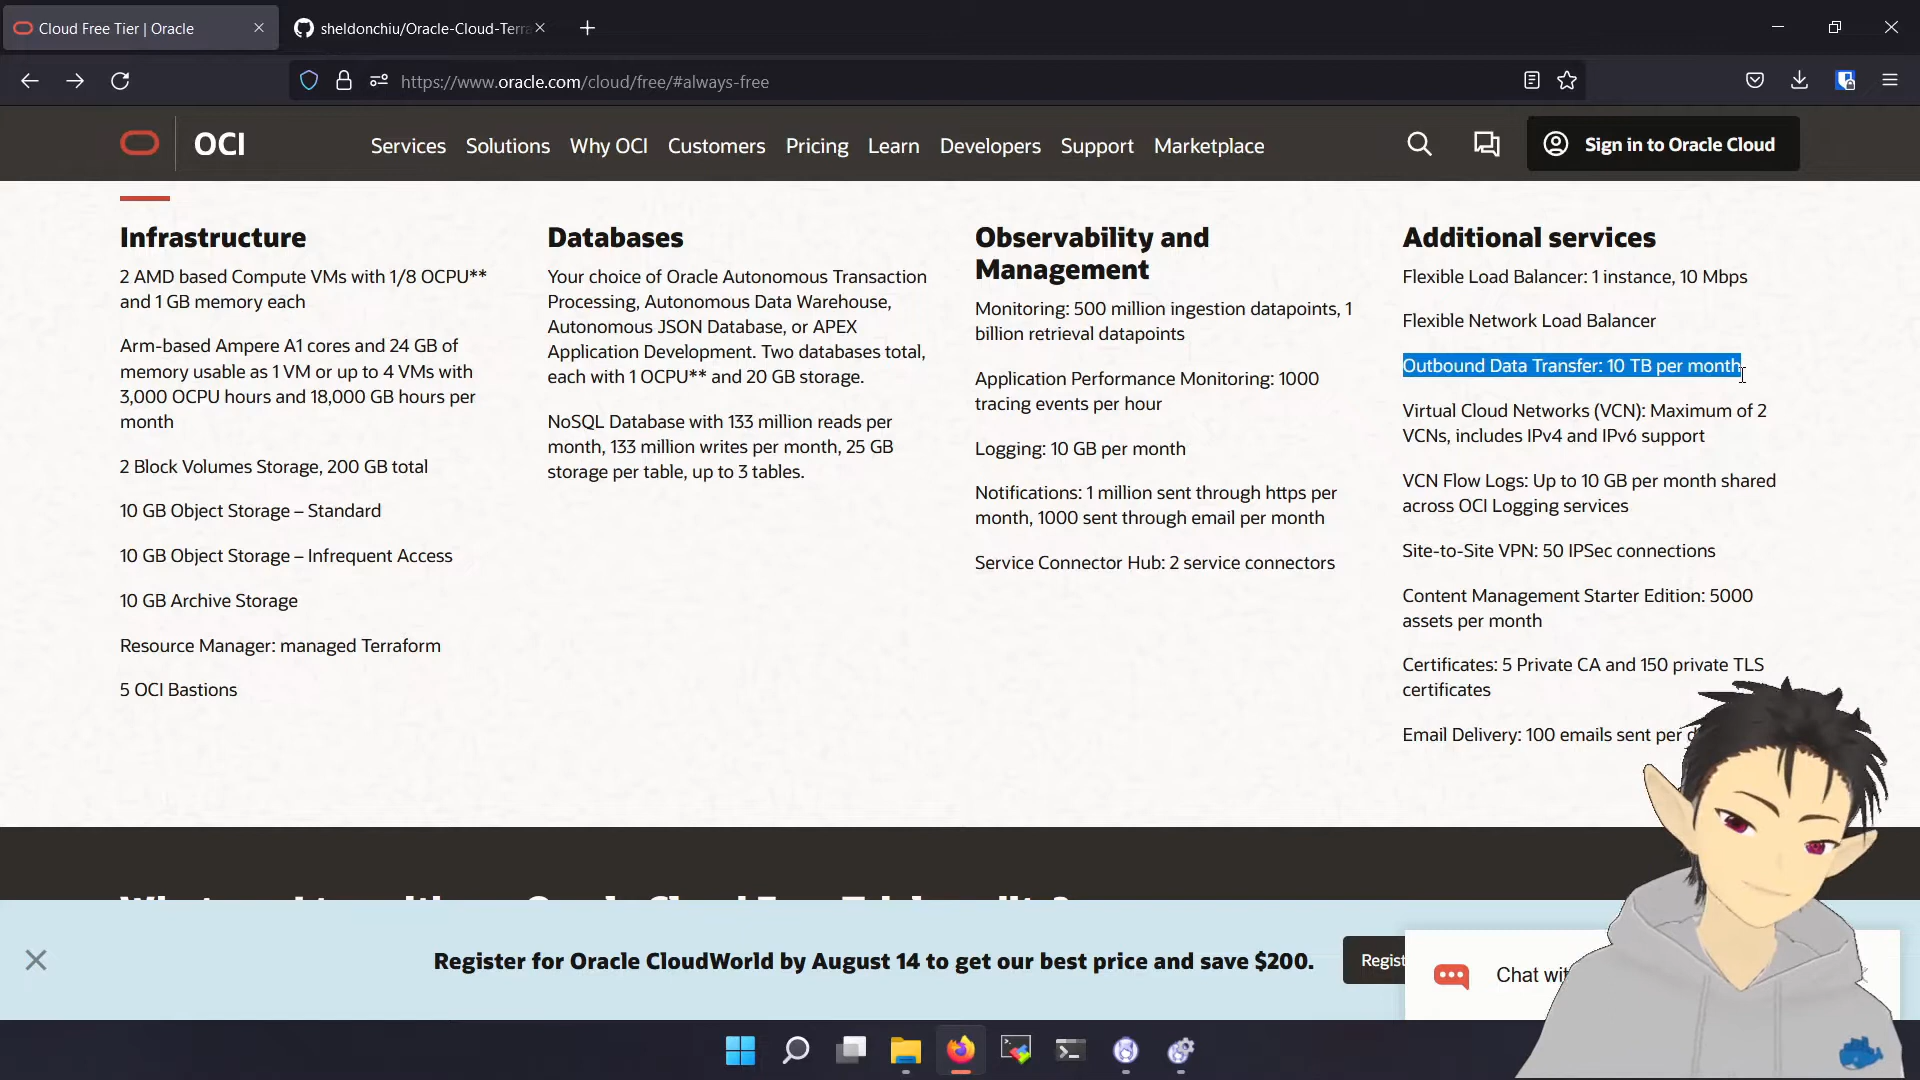 Cloud Free Tier | Oracle
sheldonchiu/Oracle-Cloud-Terra
https://www.oracle.com/cloud/free/#always-free
OCI
Services
Solutions
Why OCI
Customers
Pricing
Learn
Developers
Support
Marketplace
Sign in to Oracle Cloud
Infrastructure
2 AMD based Compute VMs with 1/8 OCPU**
and 1 GB memory each
Arm-based Ampere A1 cores and 24 GB of
memory usable as 1 VM or up to 4 VMs with
3,000 OCPU hours and 18,000 GB hours per
month
2 Block Volumes Storage, 200 GB total
10 GB Object Storage – Standard
10 GB Object Storage – Infrequent Access
10 GB Archive Storage
Resource Manager: managed Terraform
5 OCI Bastions
Databases
Your choice of Oracle Autonomous Transaction
Processing, Autonomous Data Warehouse,
Autonomous JSON Database, or APEX
Application Development. Two databases total,
each with 1 OCPU** and 20 GB storage.
NoSQL Database with 133 million reads per
month, 133 million writes per month, 25 GB
storage per table, up to 3 tables.
Observability and
Management
Monitoring: 500 million ingestion datapoints, 1
billion retrieval datapoints
Application Performance Monitoring: 1000
tracing events per hour
Logging: 10 GB per month
Notifications: 1 million sent through https per
month, 1000 sent through email per month
Service Connector Hub: 2 service connectors
Additional services
Flexible Load Balancer: 1 instance, 10 Mbps
Flexible Network Load Balancer
Outbound Data Transfer: 10 TB per month
Virtual Cloud Networks (VCN): Maximum of 2
VCNs, includes IPv4 and IPv6 support
VCN Flow Logs: Up to 10 GB per month shared
across OCI Logging services
Site-to-Site VPN: 50 IPSec connections
Content Management Starter Edition: 5000
assets per month
Certificates: 5 Private CA and 150 private TLS
certificates
Email Delivery: 100 emails sent per d
Register for Oracle CloudWorld by August 14 to get our best price and save $200.
Regist
Chat wit